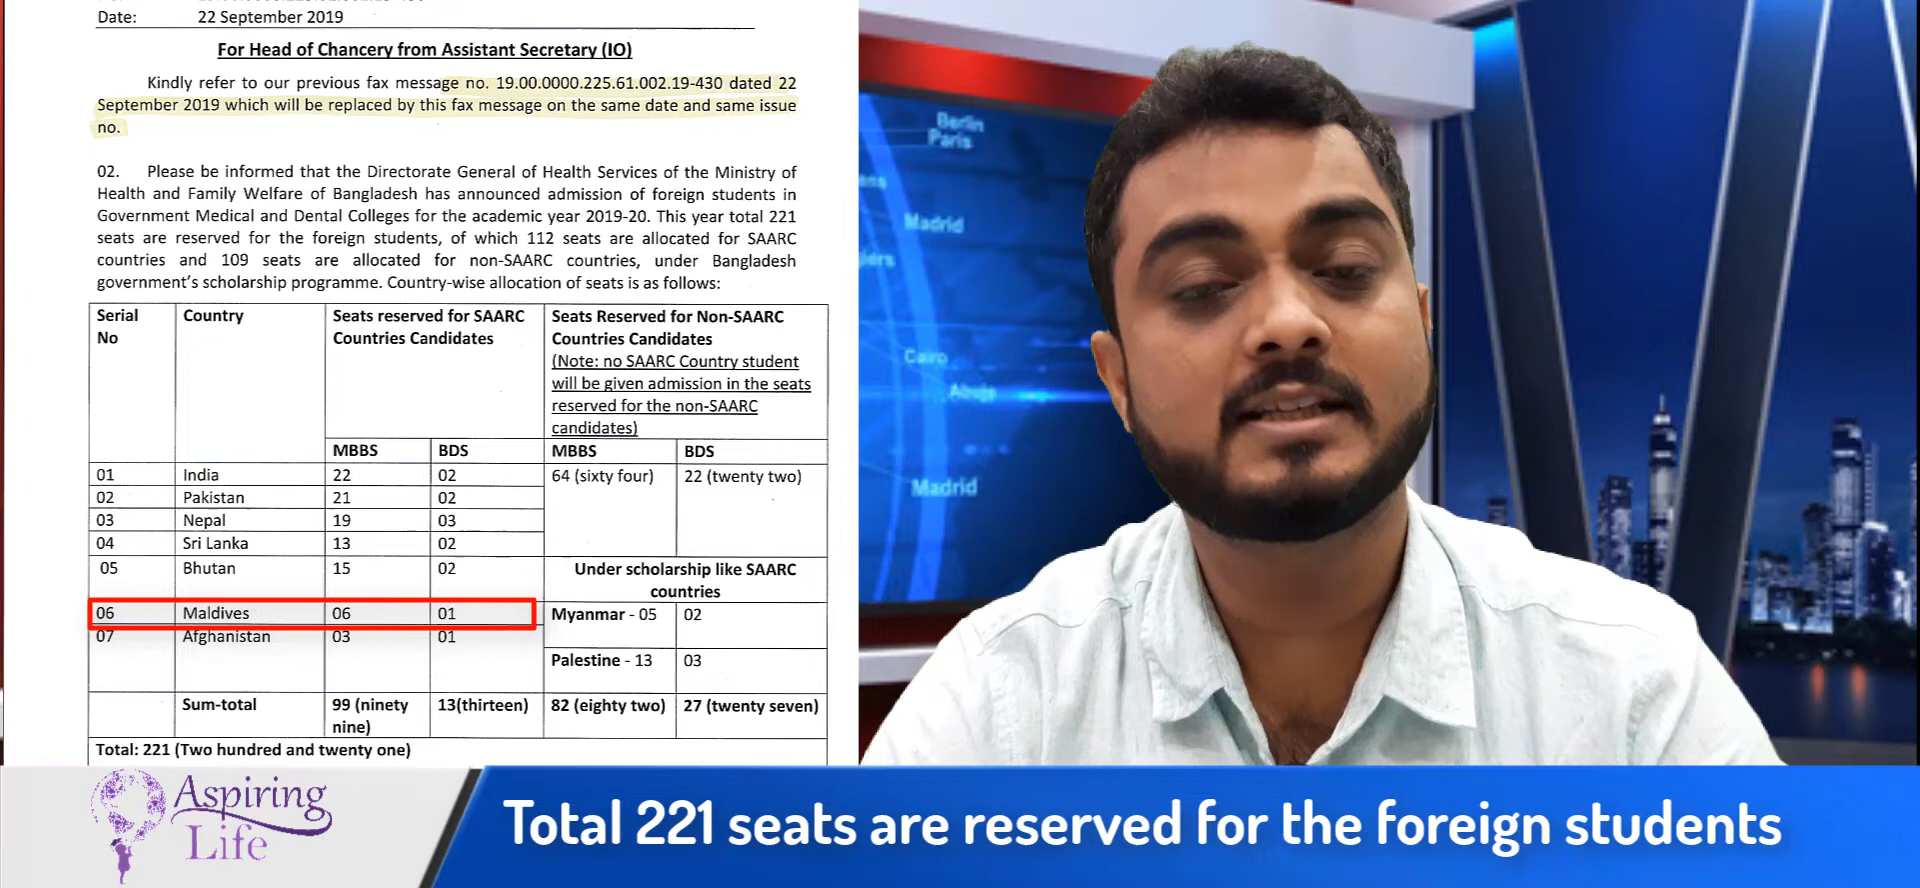 Date: 22 September 2019
For Head of Chancery from Assistant Secretary (IO)
Kindly refer to our previous fax message no. 19.00.0000.225.61.002.19-430 dated 22
September 2019 which will be replaced by this fax message on the same date and same issue
no.
02. Please be informed that the Directorate General of Health Services of the Ministry of
Health and Family Welfare of Bangladesh has announced admission of foreign students in
Government Medical and Dental Colleges for the academic year 2019-20. This year total 221
seats are reserved for the foreign students, of which 112 seats are allocated for SAARC
countries and 109 seats are allocated for non-SAARC countries, under Bangladesh
government's scholarship programme. Country-wise allocation of seats is as follows:
Serial No
Country
Seats reserved for SAARC
Countries Candidates
Seats Reserved for Non-SAARC
Countries Candidates
(Note: no SAARC Country student
will be given admission in the seats
reserved for the non-SAARC
candidates)
MBBS BDS MBBS BDS
01 India 22 02 64 (sixty four) 22 (twenty two)
02 Pakistan 21 02
03 Nepal 19 03
04 Sri Lanka 13 02
05 Bhutan 15 02 Under scholarship like SAARC
countries
06 Maldives 06 01 Myanmar - 05 02
07 Afghanistan 03 01
Palestine - 13 03
Sum-total 99 (ninety nine) 13(thirteen) 82 (eighty two) 27 (twenty seven)
Total: 221 (Two hundred and twenty one)
Berlin
Paris
Madrid
Cairo
Abuja
Madrid
Aspiring
Life
Total 221 seats are reserved for the foreign students